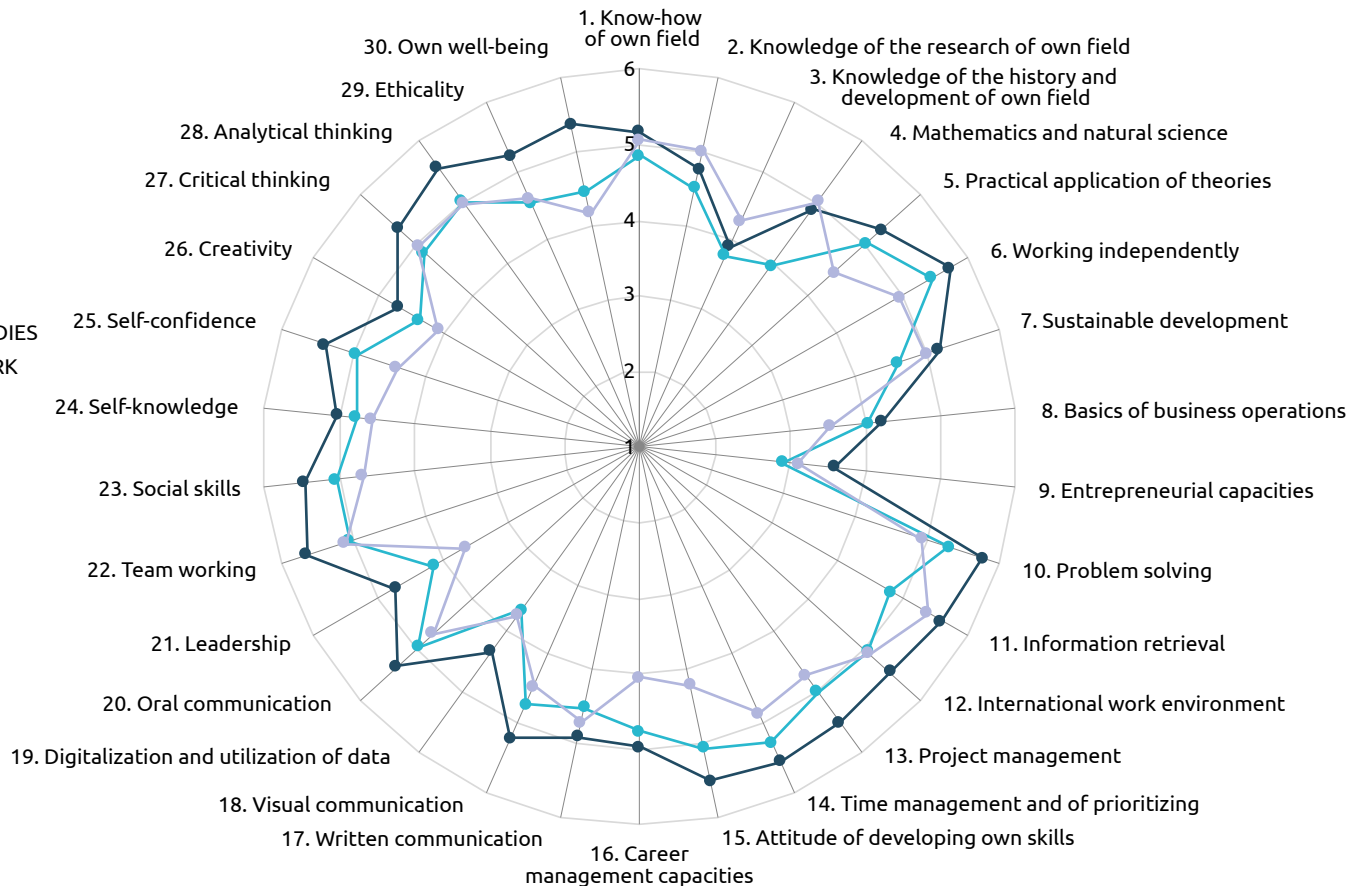 1. Know-how
of own field
2. Knowledge of the research of own field
3. Knowledge of the history and
development of own field
4. Mathematics and natural science
5. Practical application of theories
6. Working independently
7. Sustainable development
8. Basics of business operations
9. Entrepreneurial capacities
10. Problem solving
11. Information retrieval
12. International work environment
13. Project management
14. Time management and of prioritizing
15. Attitude of developing own skills
16. Career
management capacities
17. Written communication
18. Visual communication
19. Digitalization and utilization of data
20. Oral communication
21. Leadership
22. Team working
23. Social skills
24. Self-knowledge
25. Self-confidence
26. Creativity
27. Critical thinking
28. Analytical thinking
29. Ethicality
30. Own well-being
6
5
4
3
2
1
DIES
RK